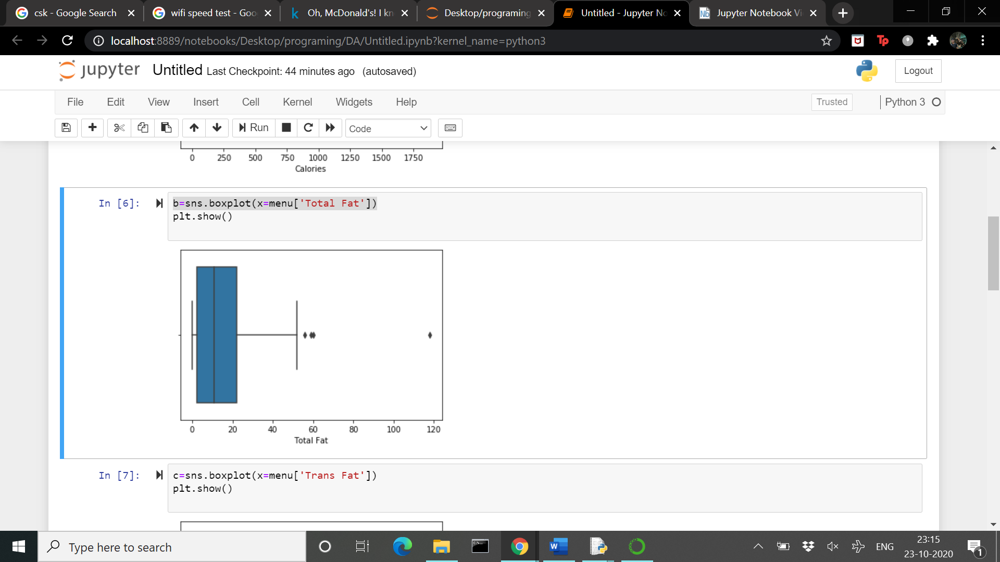 csk - Google Search
wifi speed test - Goo
Oh, McDonald's! I kn
Desktop/programing
Untitled - Jupyter No
Jupyter Notebook Vi
localhost:8889/notebooks/Desktop/programing/DA/Untitled.ipynb?kernel_name=python3
Tp
jupyter Untitled Last Checkpoint: 44 minutes ago (autosaved)
Logout
File Edit View Insert Cell Kernel Widgets Help
Trusted
Python 3
Run
Code
0 250 500 750 1000 1250 1500 1750
Calories
In [6]:
b=sns.boxplot(x=menu['Total Fat'])
plt.show()
0 20 40 60 80 100 120
Total Fat
In [7]:
c=sns.boxplot(x=menu['Trans Fat'])
plt.show()
Type here to search
ENG
23:15
23-10-2020
1